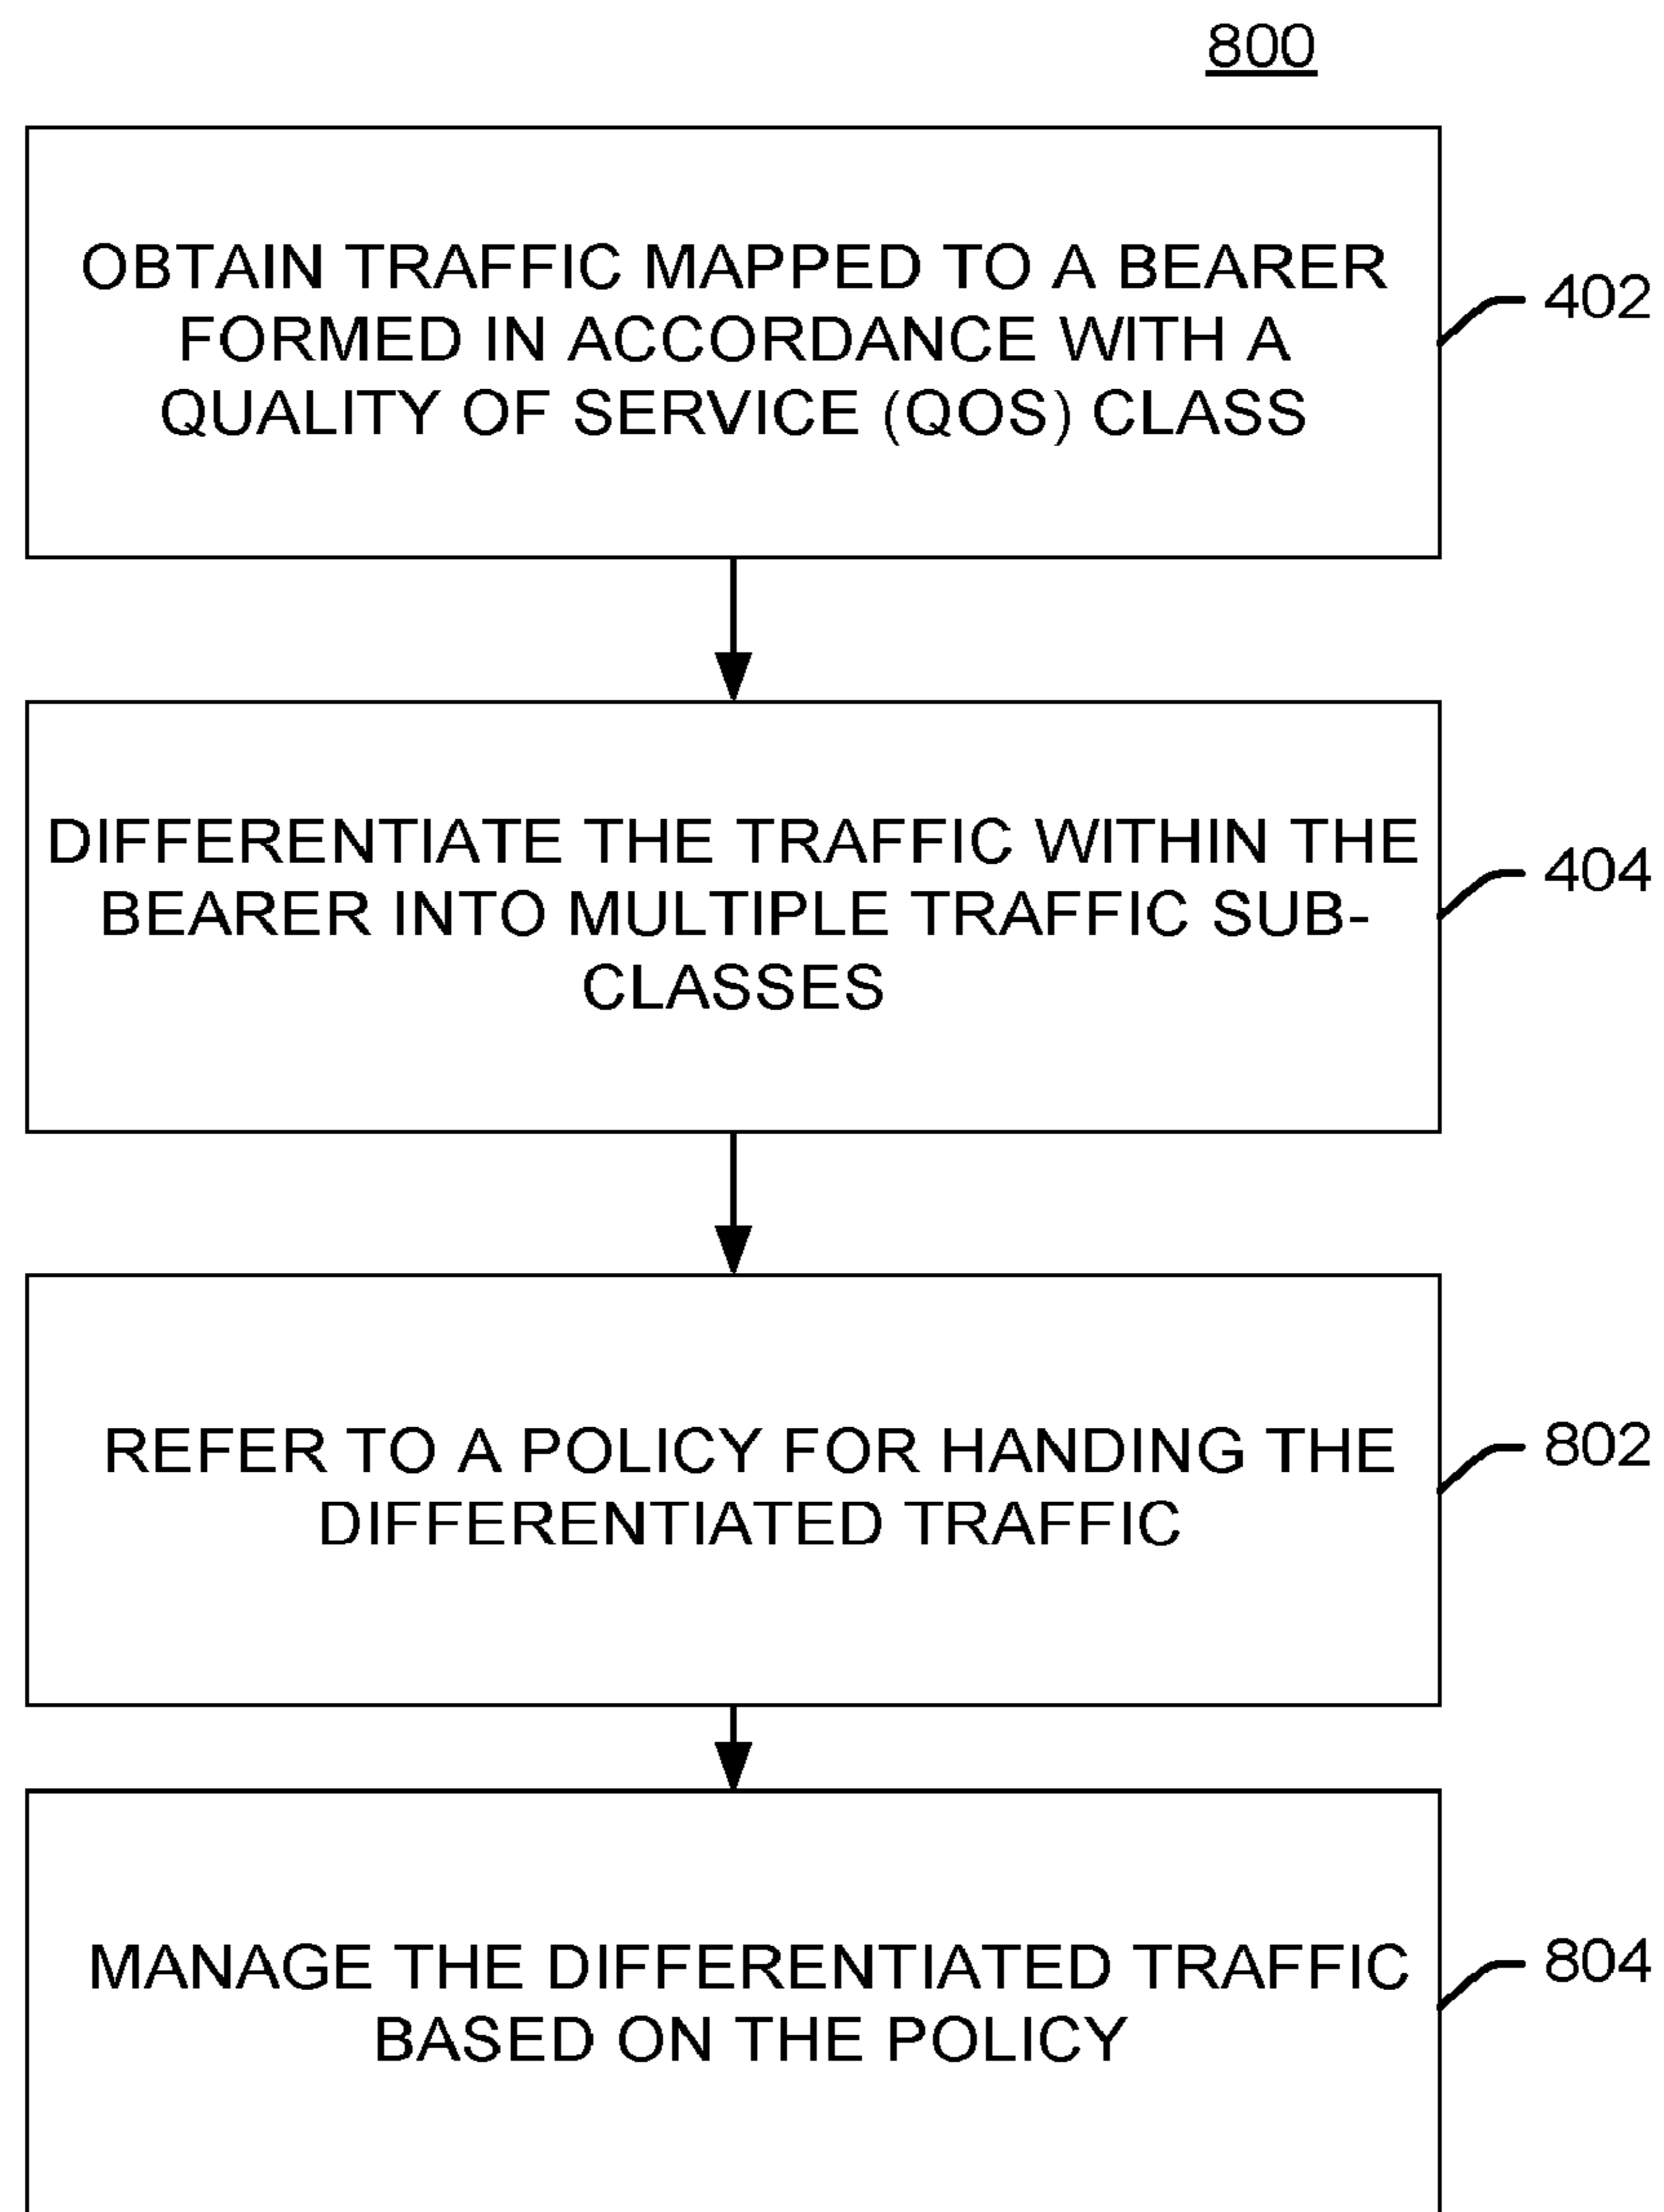 800
OBTAIN TRAFFIC MAPPED TO A BEARER
FORMED IN ACCORDANCE WITH A
QUALITY OF SERVICE (QOS) CLASS
402
DIFFERENTIATE THE TRAFFIC WITHIN THE
BEARER INTO MULTIPLE TRAFFIC SUB-
CLASSES
404
REFER TO A POLICY FOR HANDING THE
DIFFERENTIATED TRAFFIC
802
MANAGE THE DIFFERENTIATED TRAFFIC
BASED ON THE POLICY
804